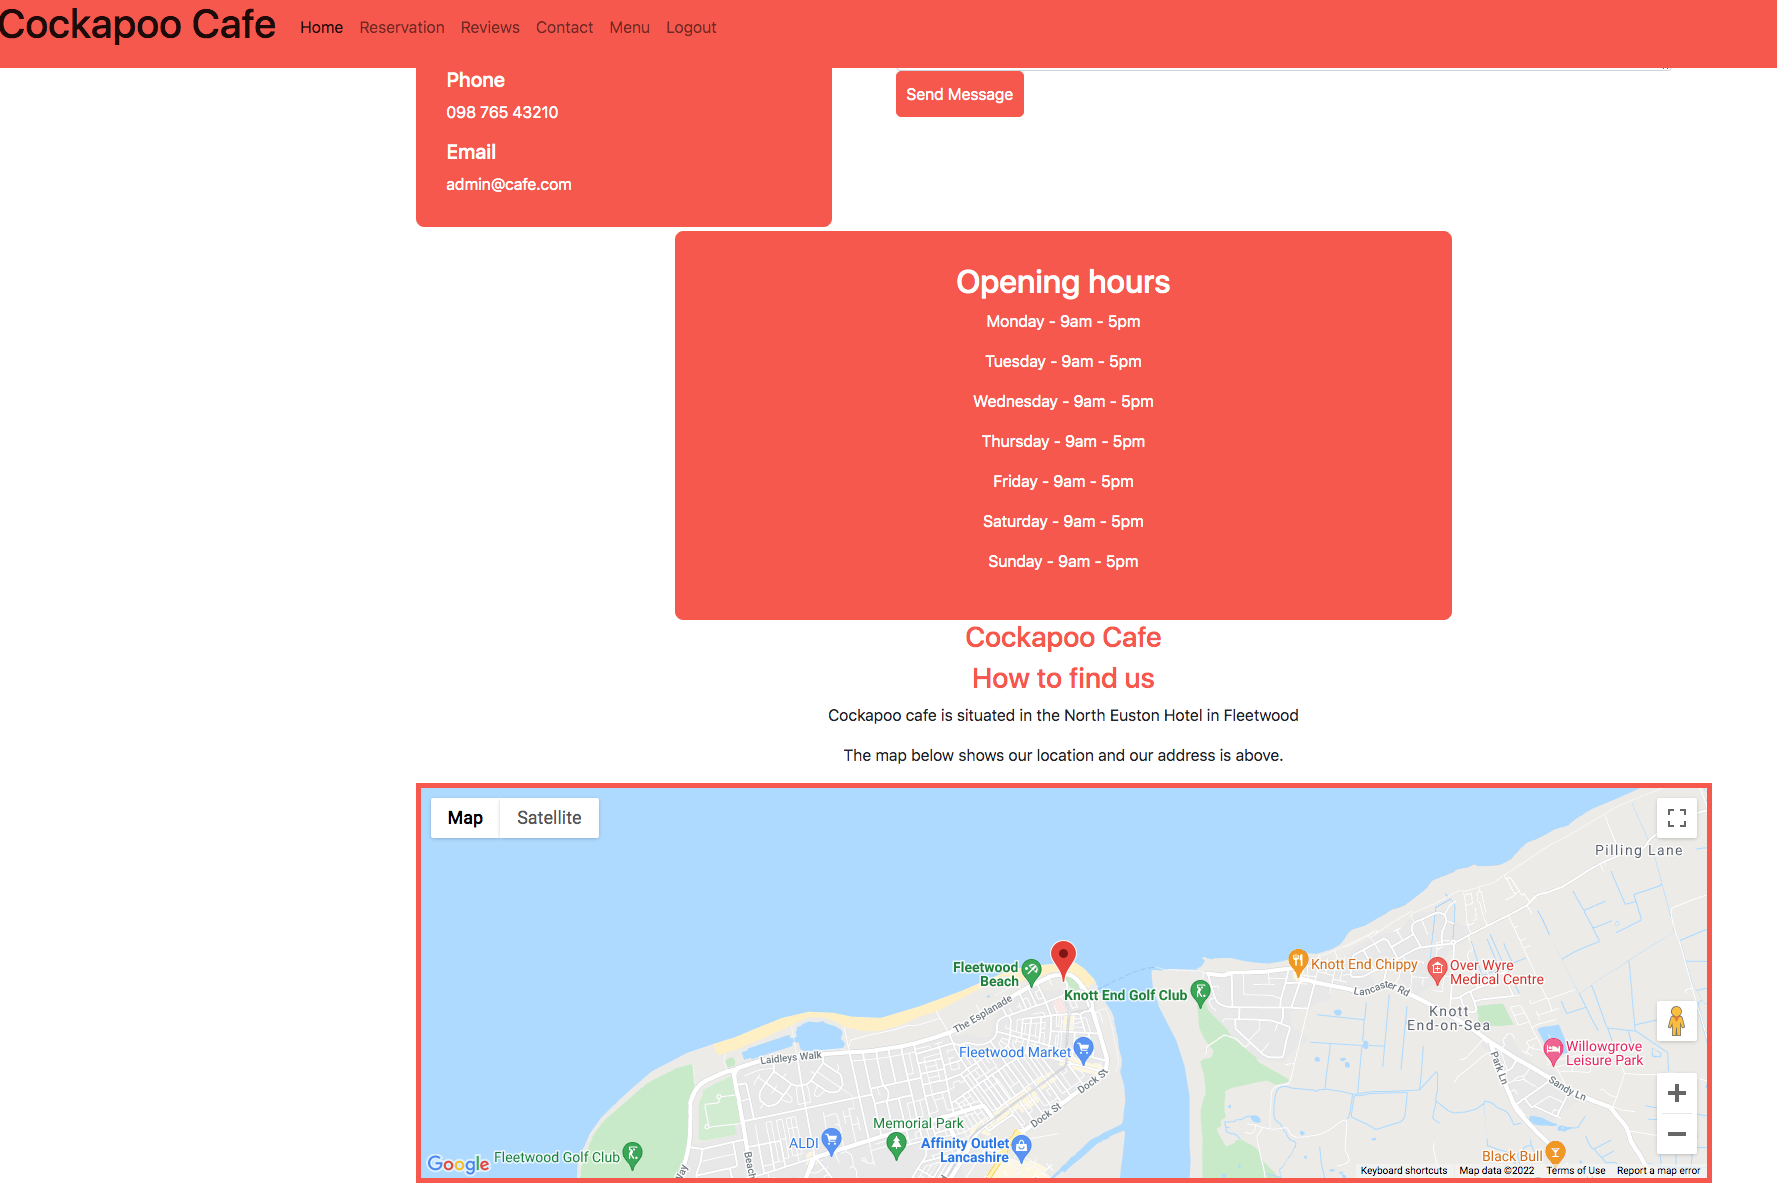 Cockapoo Cafe
Home Reservation Reviews Contact Menu Logout
Phone
098 765 43210
Email
admin@cafe.com
Send Message
Opening hours
Monday - 9am - 5pm
Tuesday - 9am - 5pm
Wednesday - 9am - 5pm
Thursday - 9am - 5pm
Friday - 9am - 5pm
Saturday - 9am - 5pm
Sunday - 9am - 5pm
Cockapoo Cafe
How to find us
Cockapoo cafe is situated in the North Euston Hotel in Fleetwood
The map below shows our location and our address is above.
Map Satellite
Pilling Lane
Fleetwood
Beach
Knott End Golf Club
Knott End Chippy
Over Wyre
Medical Centre
Lancaster Rd
The Esplanade
Knott
End-on-Sea
Laidleys Walk
Fleetwood Market
Willowgrove
Leisure Park
Park Ln
Sandy Ln
Dock St
Dock St
Memorial Park
ALDI
Affinity Outlet
Lancashire
Fleetwood Golf Club
Way
Beach
Black Bull
Google
Keyboard shortcuts Map data ©2022 Terms of Use Report a map error